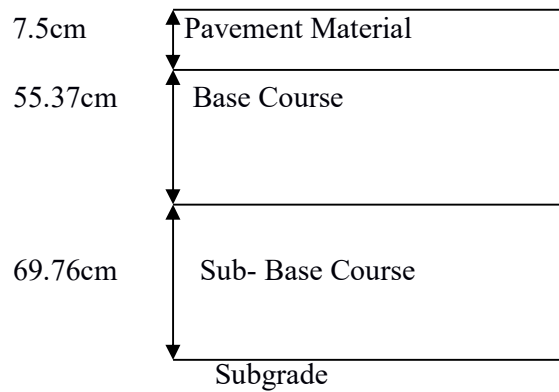 7.5cm Pavement Material
55.37cm Base Course
69.76cm Sub- Base Course
Subgrade